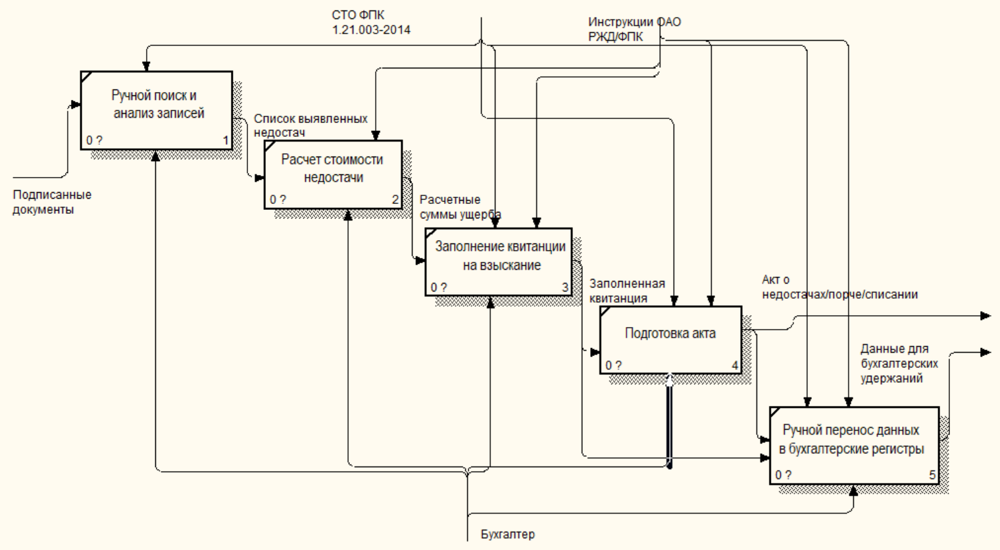 СТО ФПК
1.21.003-2014
Инструкции ОАО
РЖД/ФПК
Ручной поиск и
анализ записей
0 ?
1
Список выявленных
недостач
Расчет стоимости
недостачи
0 ?
2
Подписанные
документы
Расчетные
суммы ущерба
Заполнение квитанции
на взыскание
0 ?
3
Заполненная
квитанция
Акт о
недостачах/порче/списании
Подготовка акта
0 ?
4
Данные для
бухгалтерских
удержаний
Ручной перенос данных
в бухгалтерские регистры
0 ?
5
Бухгалтер